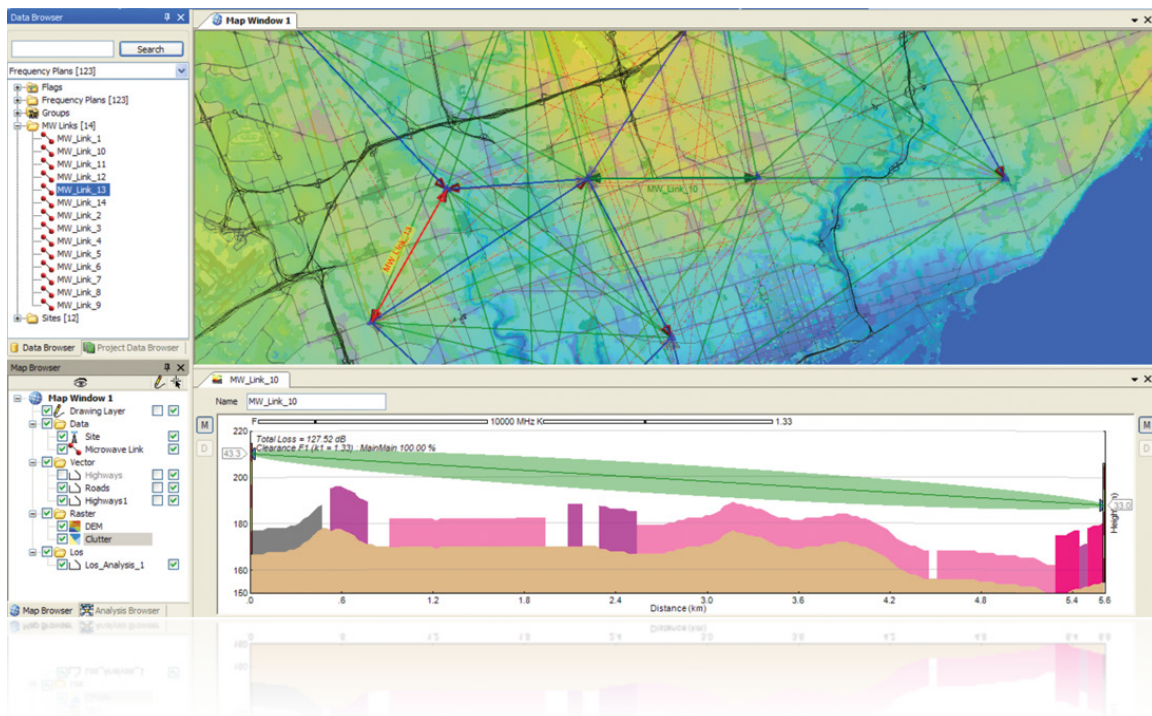 Data Browser
Search
Frequency Plans [123]
Flags
Frequency Plans [123]
Groups
MW Links [14]
MW_Link_1
MW_Link_10
MW_Link_11
MW_Link_12
MW_Link_13
MW_Link_14
MW_Link_2
MW_Link_3
MW_Link_4
MW_Link_5
MW_Link_6
MW_Link_7
MW_Link_8
MW_Link_9
Sites [12]
Data Browser Project Data Browser
Map Browser
Map Window 1
Drawing Layer
Data
Site
Microwave Link
Vector
Highways
Roads
Highways1
Raster
DEM
Clutter
Los
Los_Analysis_1
Map Browser Analysis Browser
Map Window 1
MW_Link_10
MW_Link_13
MW_Link_10
Name MW_Link_10
M
D
F 10000 MHz K 1.33
M
D
Total Loss = 127.52 dB
Clearance F1 (k1 = 1.33) : MainMain 100.00 %
43.3
33.0
220
200
180
160
150
Height (m)
.0 .6 1.2 1.8 2.4 3.0 3.6 4.2 4.8 5.4 5.6
Distance (km)